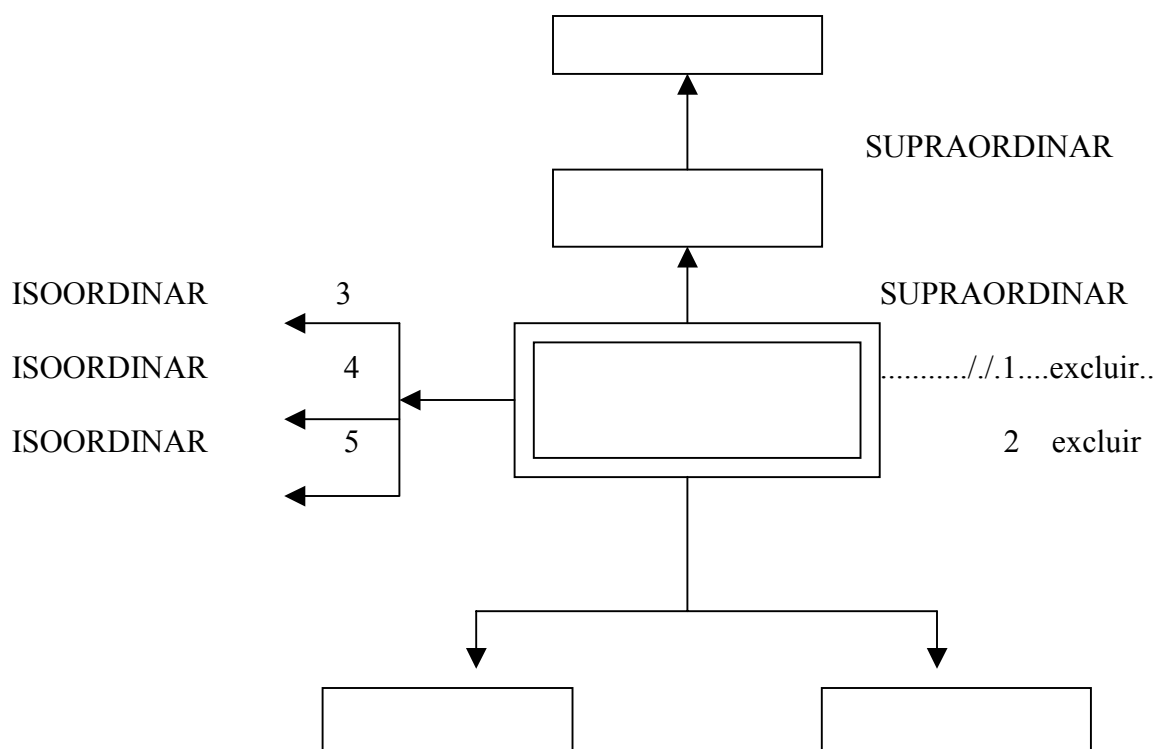 SUPRAORDINAR
ISOORDINAR 3 SUPRAORDINAR
ISOORDINAR 4 .........../././.1....excluir..
ISOORDINAR 5 2 excluir